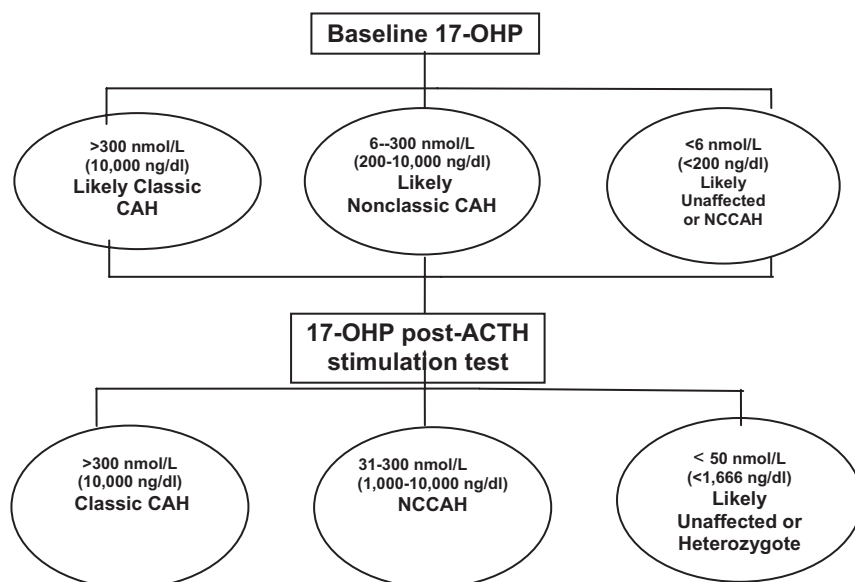 Baseline 17-OHP
>300 nmol/L
(10,000 ng/dl)
Likely Classic
CAH
6--300 nmol/L
(200-10,000 ng/dl)
Likely
Nonclassic CAH
<6 nmol/L
(<200 ng/dl)
Likely
Unaffected
or NCCAH
17-OHP post-ACTH
stimulation test
>300 nmol/L
(10,000 ng/dl)
Classic CAH
31-300 nmol/L
(1,000-10,000 ng/dl)
NCCAH
< 50 nmol/L
(<1,666 ng/dl)
Likely
Unaffected or
Heterozygote